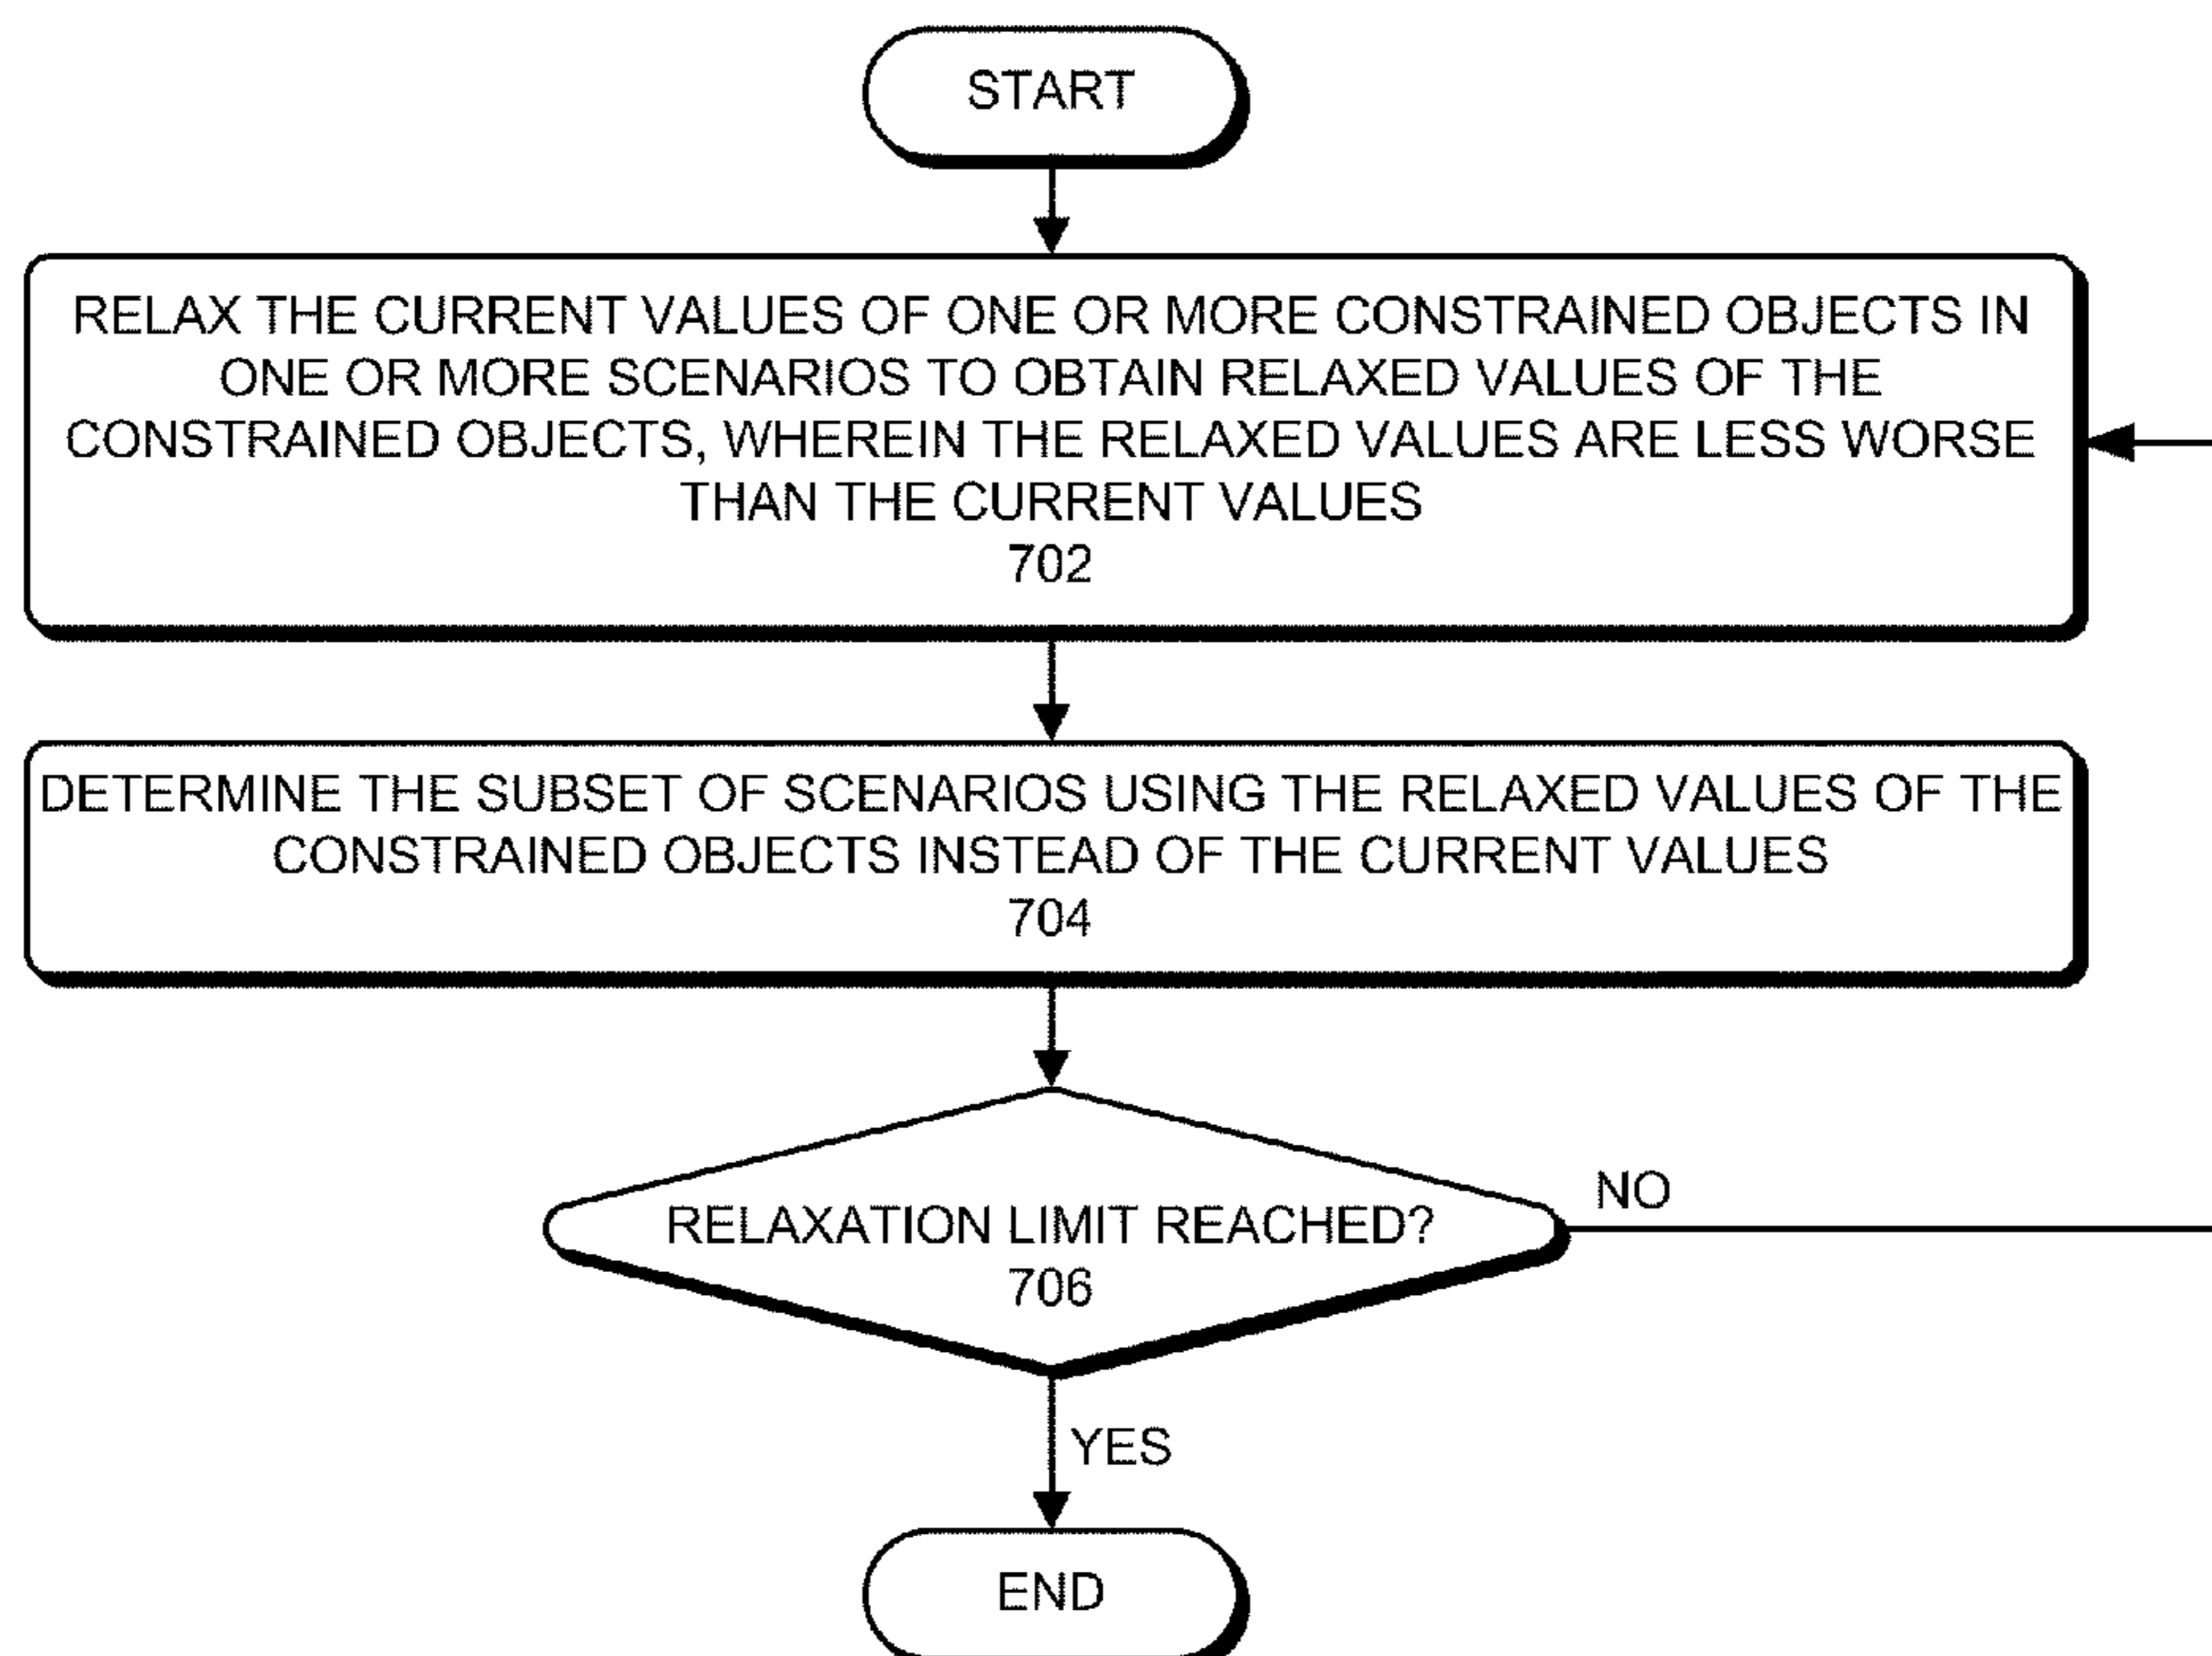 START
RELAX THE CURRENT VALUES OF ONE OR MORE CONSTRAINED OBJECTS IN
ONE OR MORE SCENARIOS TO OBTAIN RELAXED VALUES OF THE
CONSTRAINED OBJECTS, WHEREIN THE RELAXED VALUES ARE LESS WORSE
THAN THE CURRENT VALUES
702
DETERMINE THE SUBSET OF SCENARIOS USING THE RELAXED VALUES OF THE
CONSTRAINED OBJECTS INSTEAD OF THE CURRENT VALUES
704
RELAXATION LIMIT REACHED?
706
NO
YES
END